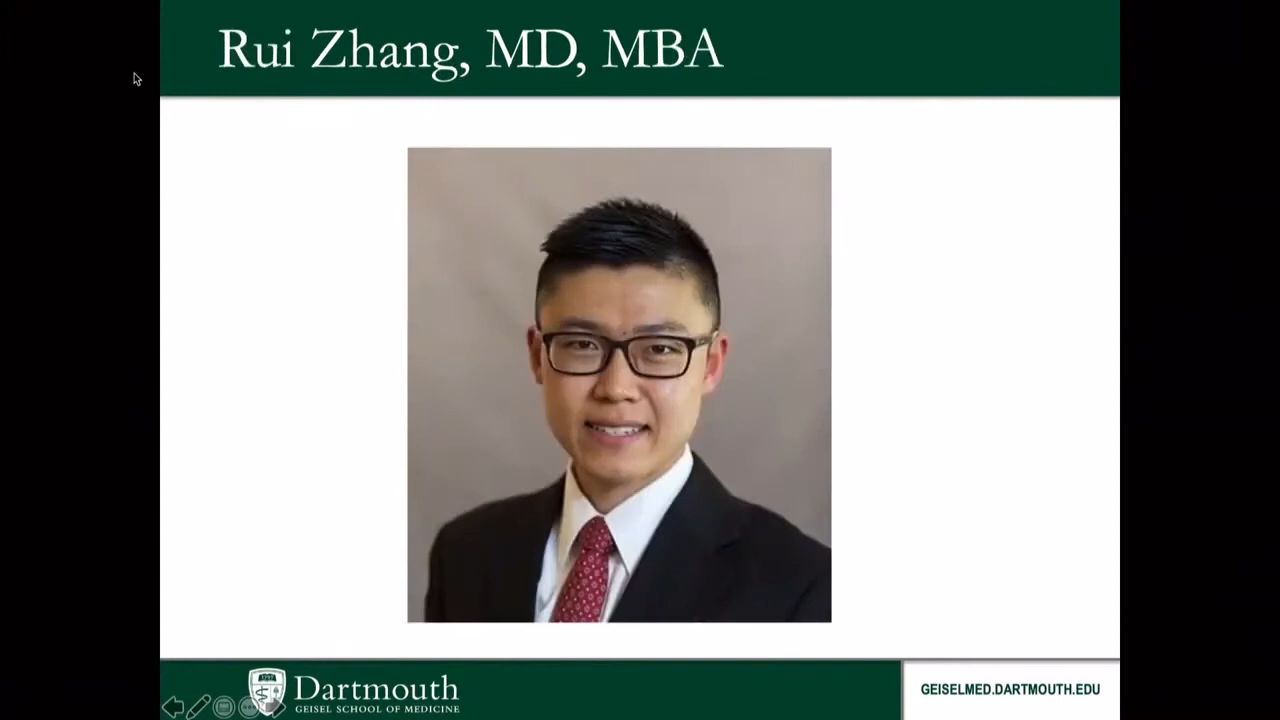 Rui Zhang, MD, MBA
Dartmouth
GEISEL SCHOOL OF MEDICINE
GEISELMED.DARTMOUTH.EDU